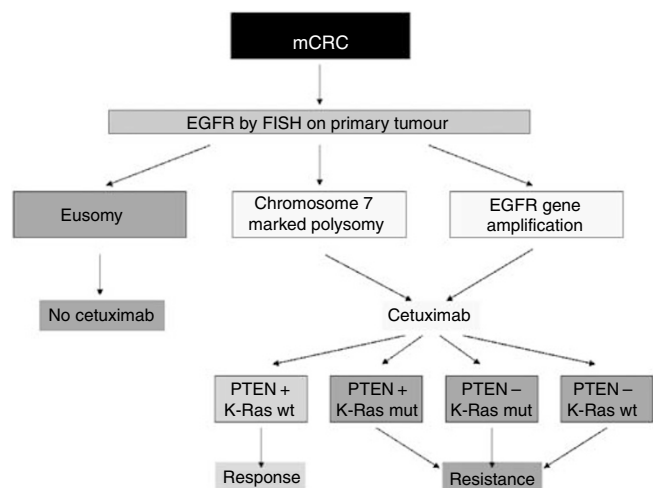 mCRC
EGFR by FISH on primary tumour
Eusomy
Chromosome 7
marked polysomy
EGFR gene
amplification
No cetuximab
Cetuximab
PTEN +
K-Ras wt
PTEN +
K-Ras mut
PTEN –
K-Ras mut
PTEN –
K-Ras wt
Response
Resistance